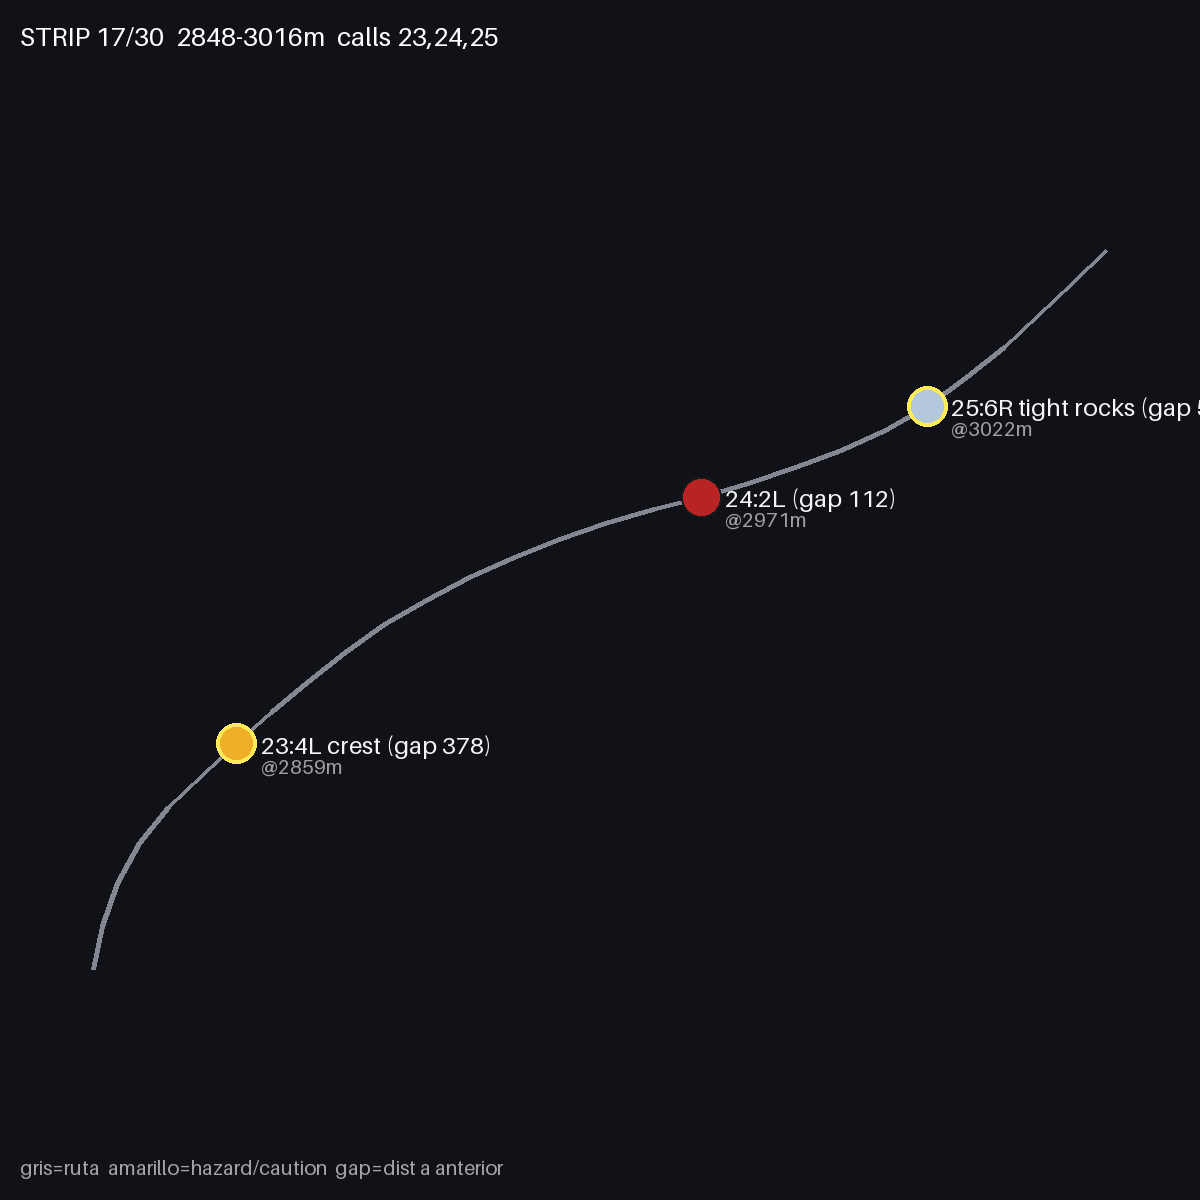 STRIP 17/30 2848-3016m calls 23,24,25
25:6R tight rocks (gap
@3022m
24:2L (gap 112)
@2971m
23:4L crest (gap 378)
@2859m
gris=ruta amarillo=hazard/caution gap=dist a anterior